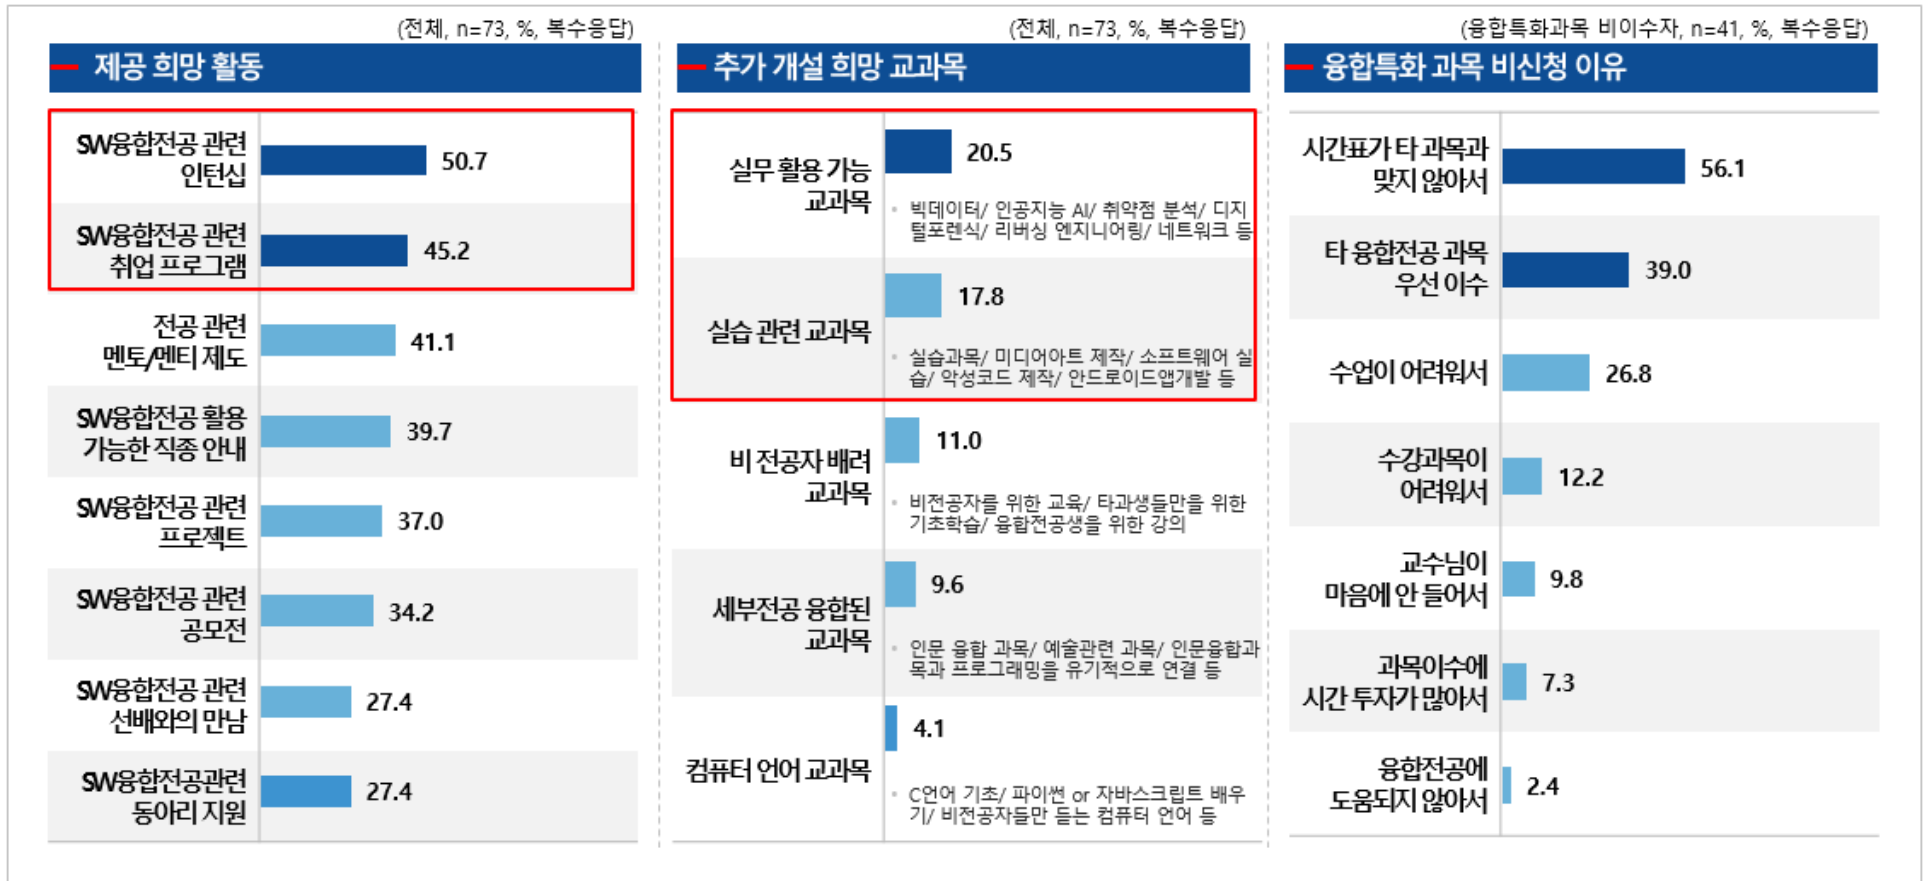 (전체, n=73, %, 복수응답)
제공 희망 활동
SW융합전공 관련
인턴십
50.7
SW융합전공 관련
취업 프로그램
45.2
전공 관련
멘토/멘티 제도
41.1
SW융합전공 활용
가능한 직종 안내
39.7
SW융합전공 관련
프로젝트
37.0
SW융합전공 관련
공모전
34.2
SW융합전공 관련
선배와의 만남
27.4
SW융합전공관련
동아리 지원
27.4
(전체, n=73, %, 복수응답)
추가 개설 희망 교과목
실무 활용 가능
교과목
20.5
빅데이터/ 인공지능 AI/ 취약점 분석/ 디지
털포렌식/ 리버싱 엔지니어링/ 네트워크 등
실습 관련 교과목
17.8
실습과목/ 미디어아트 제작/ 소프트웨어 실
습/ 악성코드 제작/ 안드로이드앱개발 등
비 전공자 배려
교과목
11.0
비전공자를 위한 교육/ 타과생들만을 위한
기초학습/ 융합전공생을 위한 강의
세부전공 융합된
교과목
9.6
인문 융합 과목/ 예술관련 과목/ 인문융합과
목과 프로그래밍을 유기적으로 연결 등
컴퓨터 언어 교과목
4.1
C언어 기초/ 파이썬 or 자바스크립트 배우
기/ 비전공자들만 듣는 컴퓨터 언어 등
(융합특화과목 비이수자, n=41, %, 복수응답)
융합특화 과목 비신청 이유
시간표가 타 과목과
맞지 않아서
56.1
타 융합전공 과목
우선 이수
39.0
수업이 어려워서
26.8
수강과목이
어려워서
12.2
교수님이
마음에 안 들어서
9.8
과목이수에
시간 투자가 많아서
7.3
융합전공에
도움되지 않아서
2.4